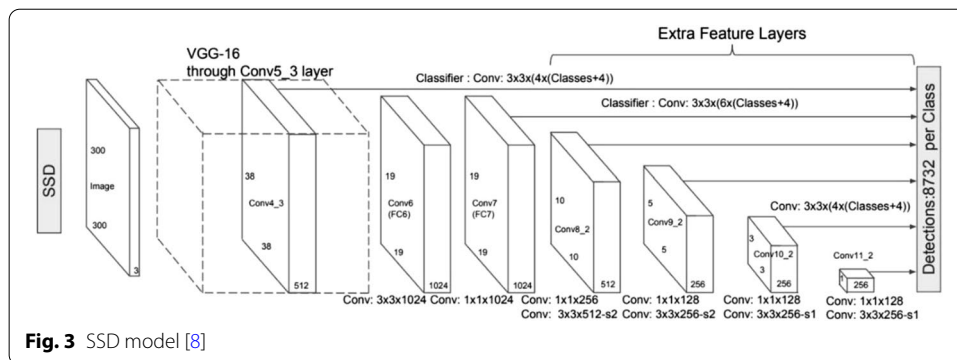 Extra Feature Layers
VGG-16
through Conv5_3 layer
Classifier : Conv: 3x3x(4x(Classes+4))
Classifier : Conv: 3x3x(6x(Classes+4))
SSD
300
Image
300
3
38
Conv4_3
38
512
19
Conv6
(FC6)
19
1024
19
Conv7
(FC7)
19
1024
10
Conv8_2
10
512
5
Conv9_2
5
256
Conv: 3x3x(4x(Classes+4))
3
Conv10_2
3
256
Conv11_2
1
256
Detections:8732 per Class
Conv: 3x3x1024
Conv: 1x1x1024
Conv: 1x1x256
Conv: 3x3x512-s2
Conv: 1x1x128
Conv: 3x3x256-s2
Conv: 1x1x128
Conv: 3x3x256-s1
Conv: 1x1x128
Conv: 3x3x256-s1
Fig. 3 SSD model [8]